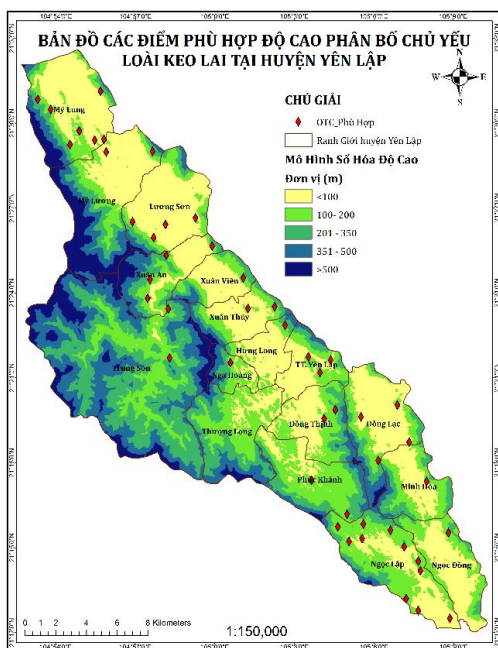 BẢN ĐỒ CÁC ĐIỂM PHÙ HỢP ĐỘ CAO PHÂN BỐ CHỦ YẾU
LOÀI KEO LAI TẠI HUYỆN YÊN LẬP
N
W
E
S
CHÚ GIẢI
OTC_Phù Hợp
Ranh Giới huyện Yên Lập
Mô Hình Số Hóa Độ Cao
Đơn vị (m)
<100
100- 200
201 - 350
351 - 500
>500
Mỹ Lung
Mỹ Lương
Lương Sơn
Xuân An
Xuân Viên
Xuân Thủy
Hưng Long
TT. Yên Lập
Trung Sơn
Nga Hoàng
Thượng Long
Đồng Thịnh
Đồng Lạc
Phúc Khánh
Minh Hòa
Ngọc Lập
Ngọc Đồng
0 1 2 4 6 8 Kilometers
1:150,000